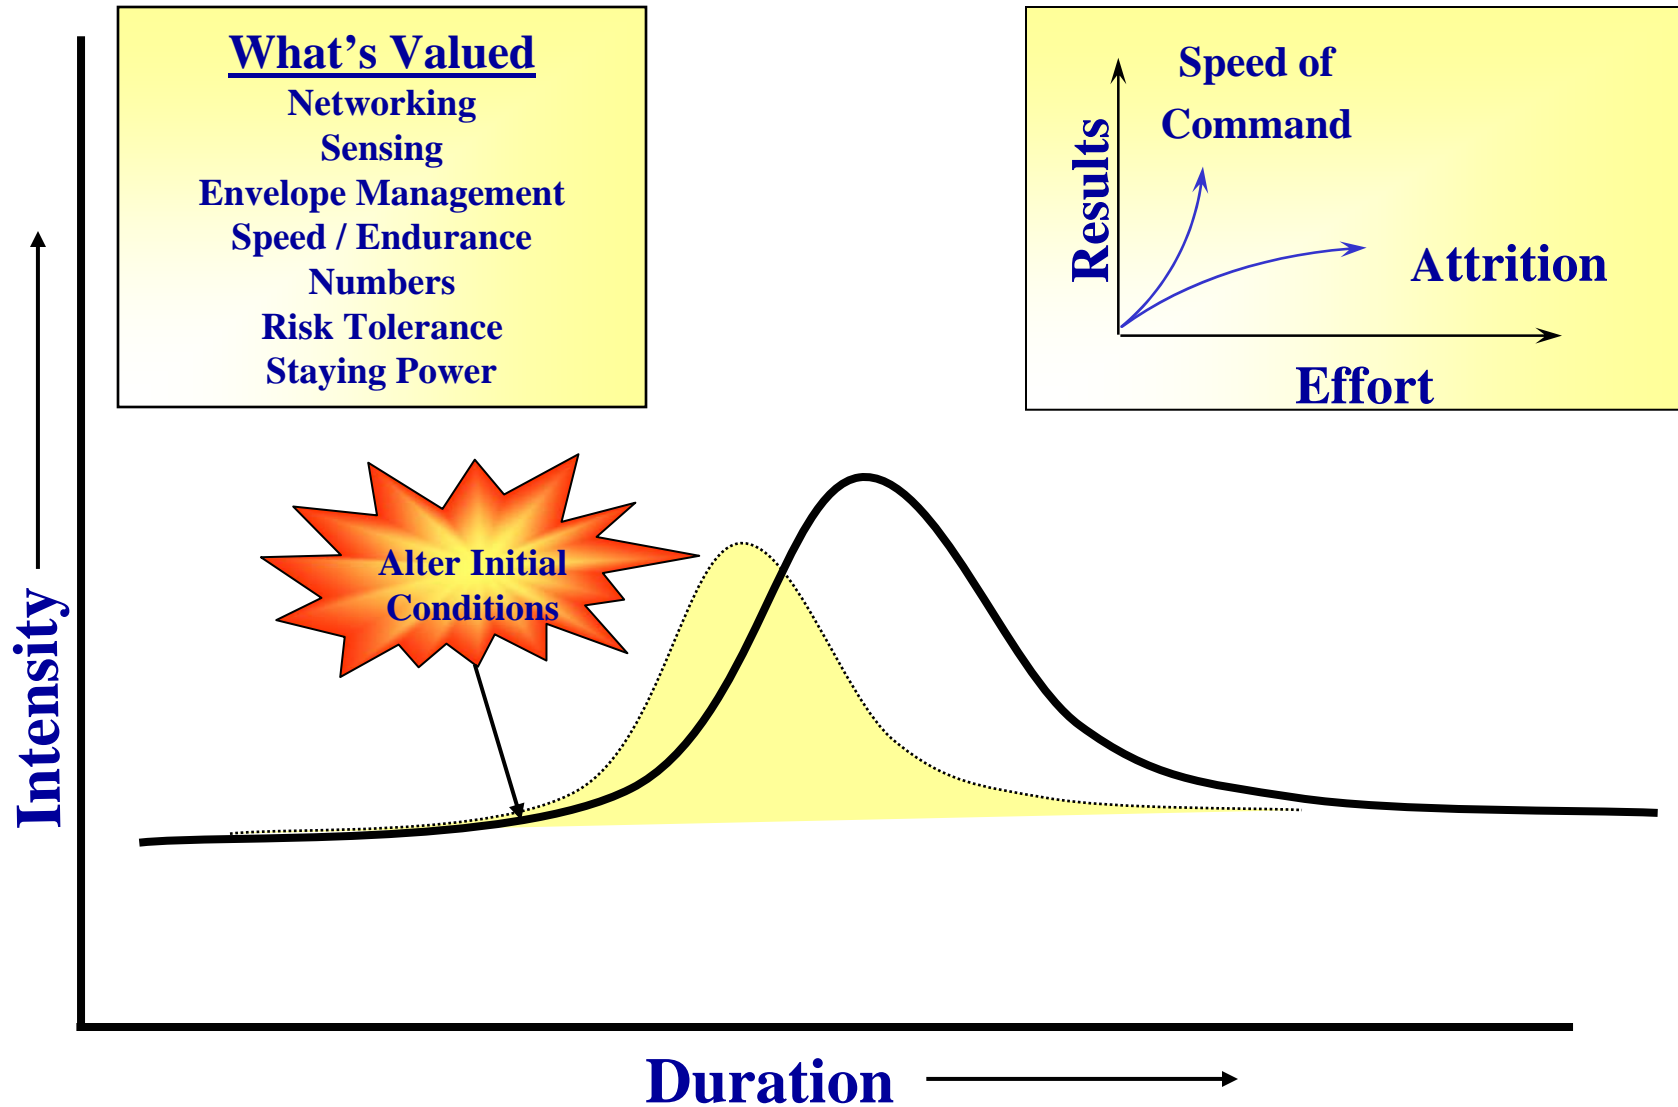 What's Valued
Networking
Sensing
Envelope Management
Speed / Endurance
Numbers
Risk Tolerance
Staying Power
Speed of
Command
Results
Attrition
Effort
Alter Initial
Conditions
Intensity
Duration